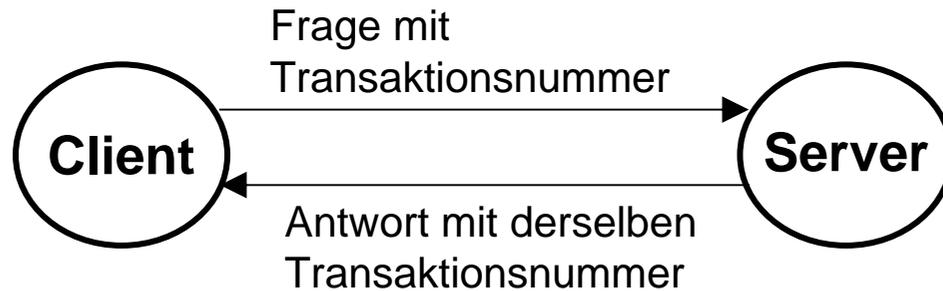 Frage mit
Transaktionsnummer
Client
Server
Antwort mit derselben
Transaktionsnummer